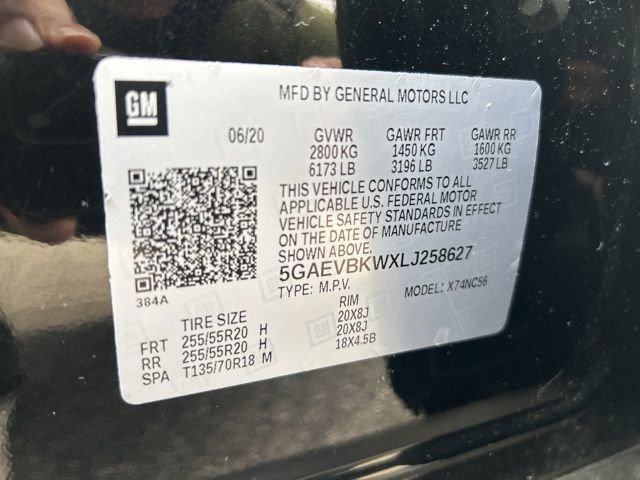 GM
MFD BY GENERAL MOTORS LLC
06/20 GVWR GAWR FRT GAWR RR
2800 KG 1450 KG 1600 KG
6173 LB 3196 LB 3527 LB
THIS VEHICLE CONFORMS TO ALL
APPLICABLE U.S. FEDERAL MOTOR
VEHICLE SAFETY STANDARDS IN EFFECT
ON THE DATE OF MANUFACTURE
SHOWN ABOVE.
384A
5GAEVBKWXLJ258627
TYPE: M.P.V. MODEL: X74NC56
TIRE SIZE RIM
FRT 255/55R20 H 20X8J
RR 255/55R20 H 20X8J
SPA T135/70R18 M 18X4.5B